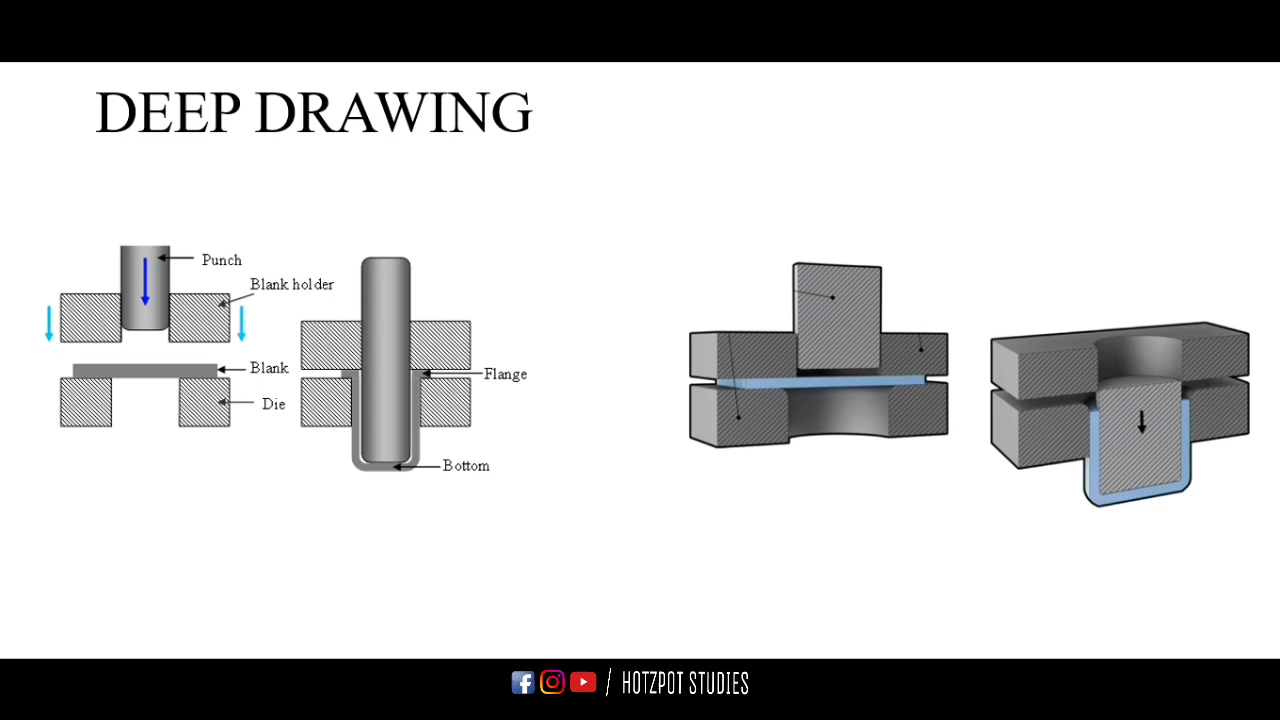 DEEP DRAWING
Punch
Blank holder
Blank
Die
Flange
Bottom
/ HOTZPOT STUDIES